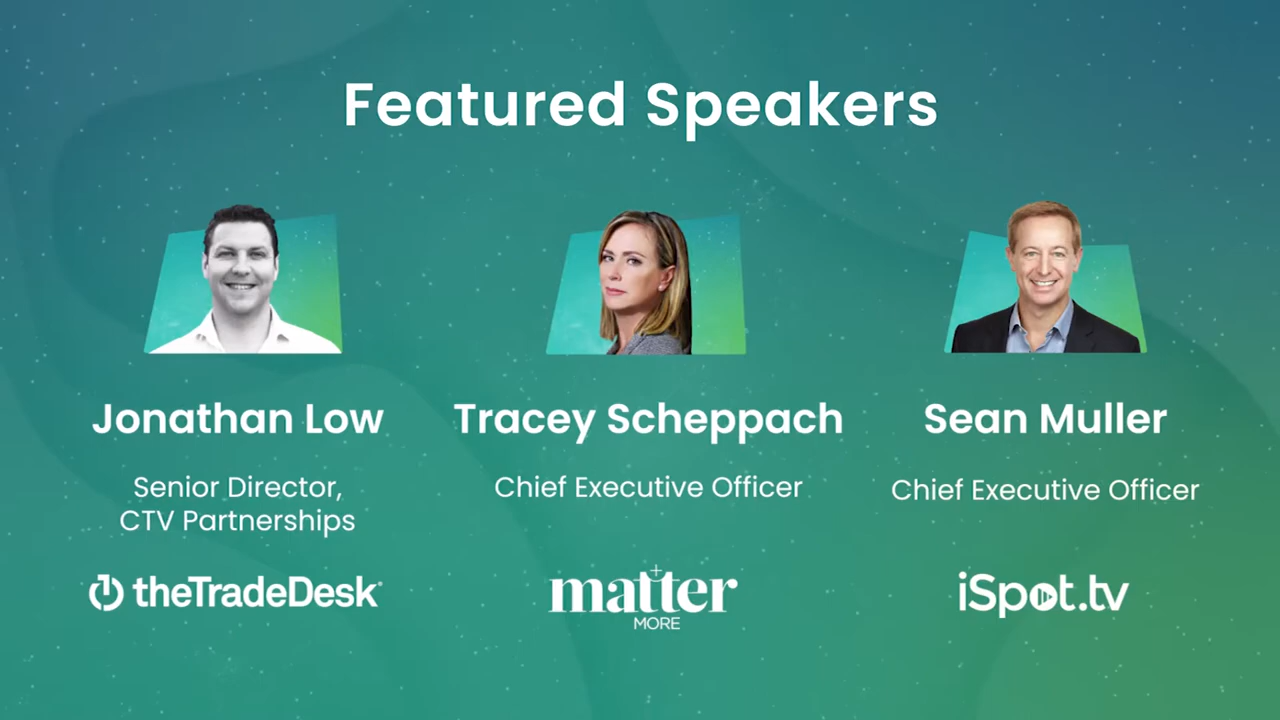 Featured Speakers
Jonathan Low
Senior Director,
CTV Partnerships
theTradeDesk
Tracey Scheppach
Chief Executive Officer
matter
MORE
Sean Muller
Chief Executive Officer
iSpot.tv